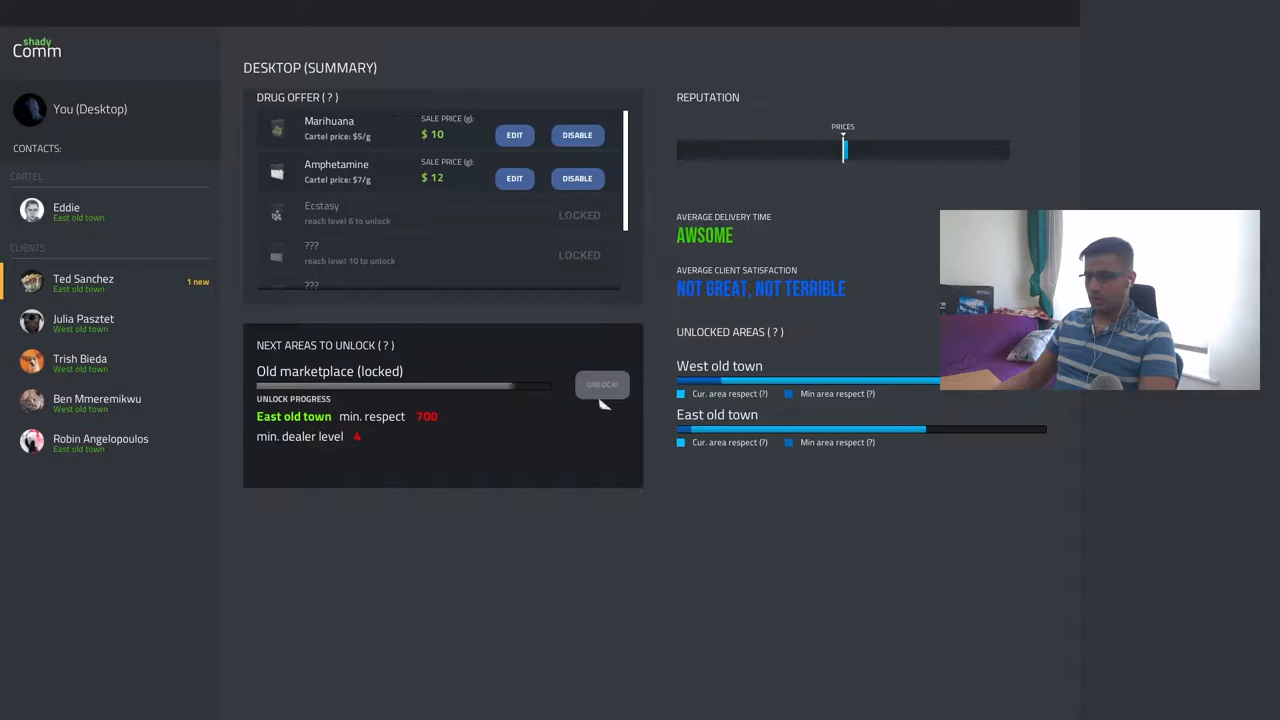 shady
Comm
You (Desktop)
CONTACTS:
CARTEL
Eddie
East old town
CLIENTS
Ted Sanchez
East old town
1 new
Julia Pasztet
West old town
Trish Bieda
West old town
Ben Mmeremikwu
West old town
Robin Angelopoulos
East old town
DESKTOP (SUMMARY)
DRUG OFFER ( ? )
Marihuana
Cartel price: $5/g
SALE PRICE (g):
$ 10
EDIT
DISABLE
Amphetamine
Cartel price: $7/g
SALE PRICE (g):
$ 12
EDIT
DISABLE
Ecstasy
reach level 6 to unlock
LOCKED
???
reach level 10 to unlock
LOCKED
???
NEXT AREAS TO UNLOCK ( ? )
Old marketplace (locked)
UNLOCK!
UNLOCK PROGRESS
East old town min. respect 700
min. dealer level 4
REPUTATION
PRICES
AVERAGE DELIVERY TIME
AWSOME
AVERAGE CLIENT SATISFACTION
NOT GREAT, NOT TERRIBLE
UNLOCKED AREAS ( ? )
West old town
Cur. area respect (?) Min area respect (?)
East old town
Cur. area respect (?) Min area respect (?)